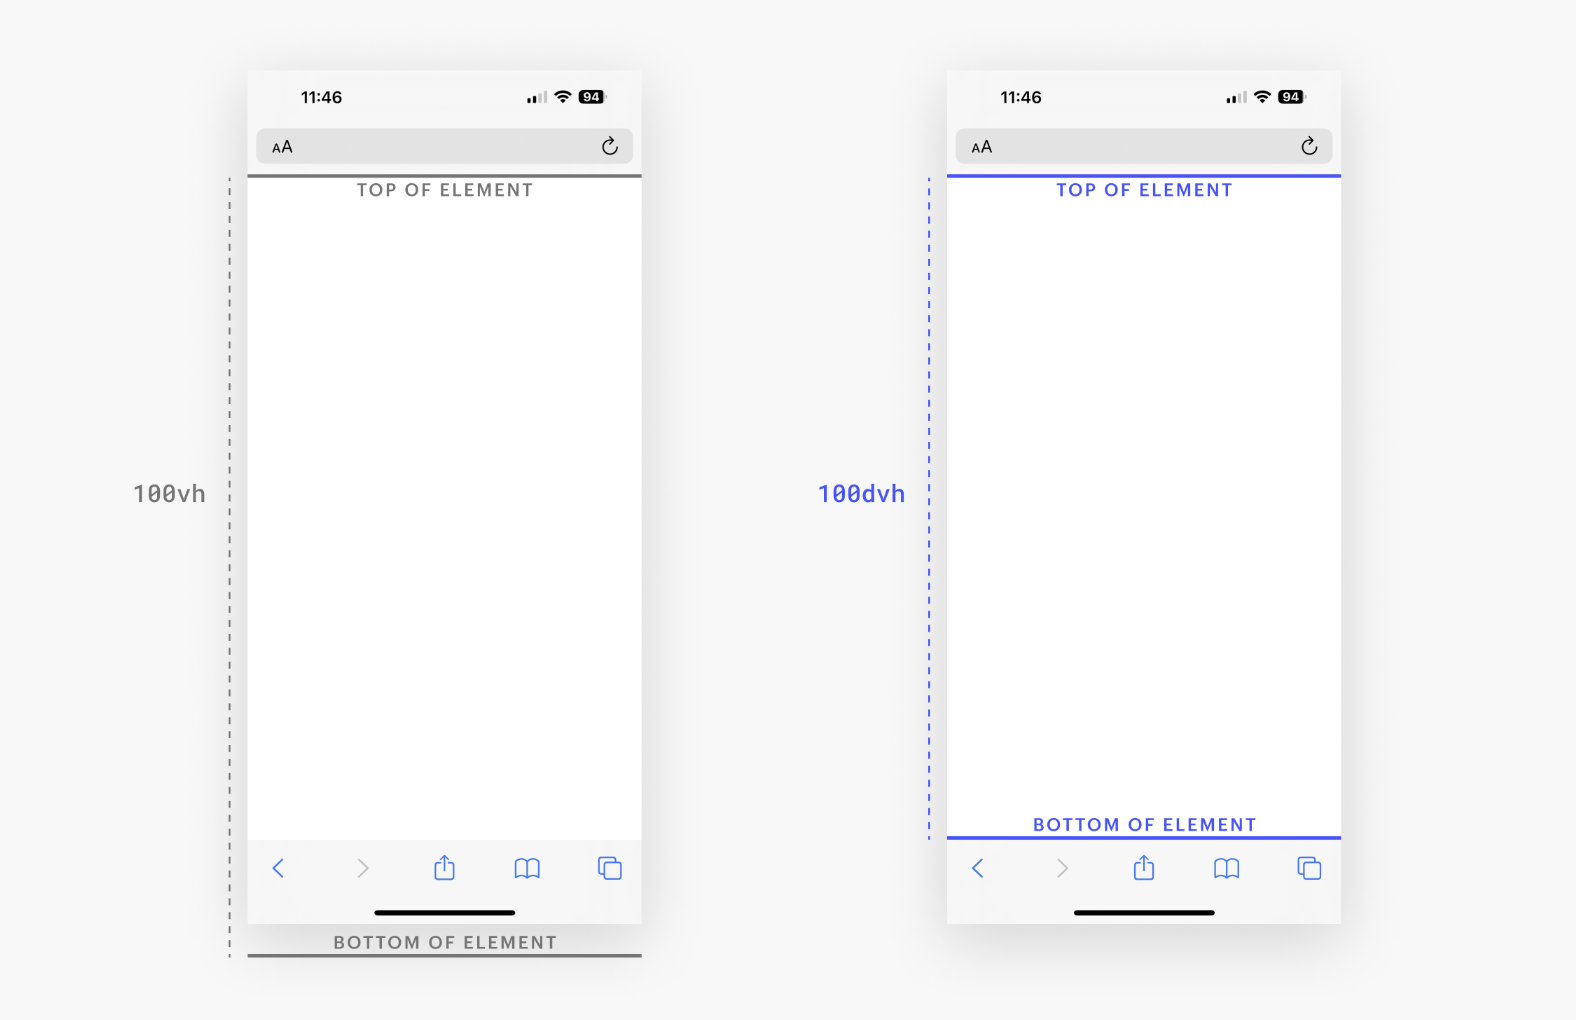 11:46
94
AA
TOP OF ELEMENT
100vh
BOTTOM OF ELEMENT
11:46
94
AA
TOP OF ELEMENT
100dvh
BOTTOM OF ELEMENT